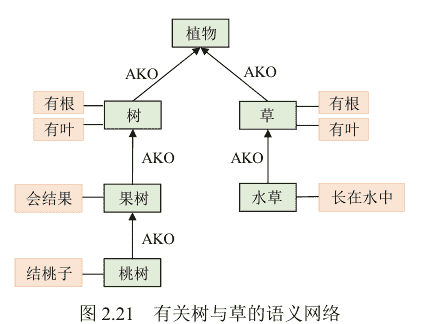 植物
AKO
AKO
有根
有叶
树
草
有根
有叶
AKO
AKO
会结果
果树
水草
长在水中
AKO
结桃子
桃树
图 2.21 有关树与草的语义网络